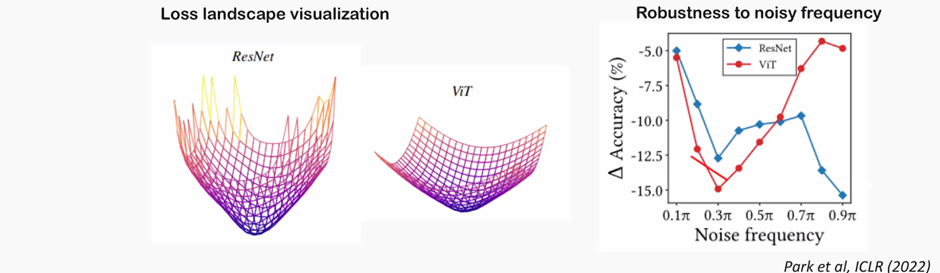 Loss landscape visualization
Robustness to noisy frequency
ResNet
ViT
ResNet
ViT
Δ Accuracy (%)
-5.0
-7.5
-10.0
-12.5
-15.0
0.1π 0.3π 0.5π 0.7π 0.9π
Noise frequency
Park et al, ICLR (2022)